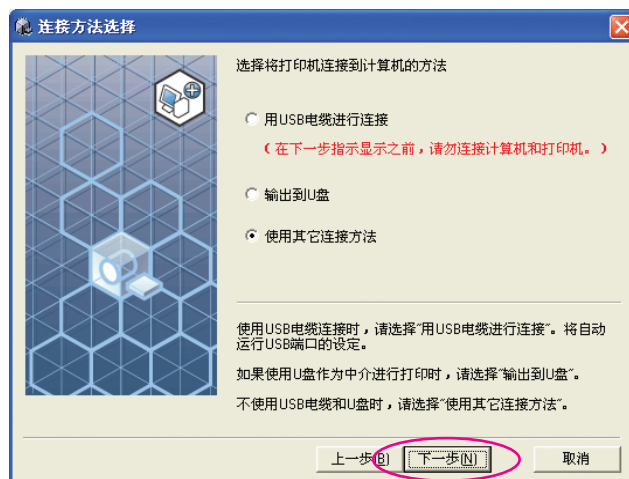 连接方法选择
选择将打印机连接到计算机的方法
用USB电缆进行连接
(在下一步指示显示之前，请勿连接计算机和打印机。)
输出到U盘
使用其它连接方法
使用USB电缆连接时，请选择"用USB电缆进行连接"。将自动
运行USB端口的设定。
如果使用U盘作为中介进行打印时，请选择"输出到U盘"。
不使用USB电缆和U盘时，请选择"使用其它连接方法"。
上一步(B) 下一步(N) 取消